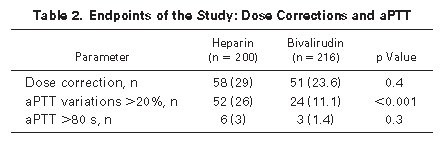 Table 2. Endpoints of the Study: Dose Corrections and aPTT
Parameter Heparin (n = 200) Bivalirudin (n = 216) p Value
Dose correction, n 58 (29) 51 (23.6) 0.4
aPTT variations >20%, n 52 (26) 24 (11.1) <0.001
aPTT >80 s, n 6 (3) 3 (1.4) 0.3